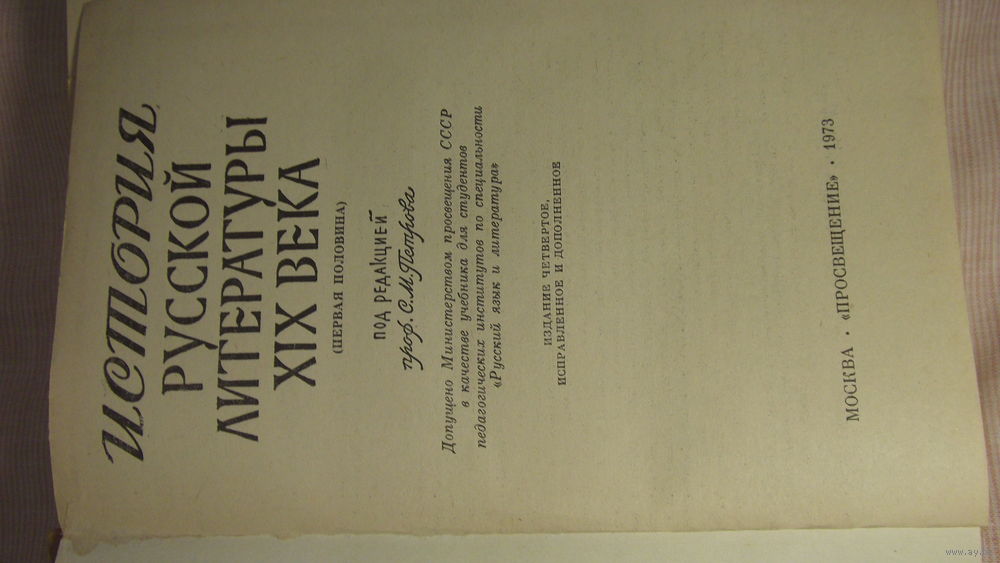 ИСТОРИЯ
РУССКОЙ
ЛИТЕРАТУРЫ
XIX ВЕКА
(ПЕРВАЯ ПОЛОВИНА)
ПОД РЕДАКЦИЕЙ
проф. С. М. Петрова
Допущено Министерством просвещения СССР
в качестве учебника для студентов
педагогических институтов по специальности
«Русский язык и литература»
ИЗДАНИЕ ЧЕТВЕРТОЕ,
ИСПРАВЛЕННОЕ И ДОПОЛНЕННОЕ
МОСКВА · «ПРОСВЕЩЕНИЕ» · 1973